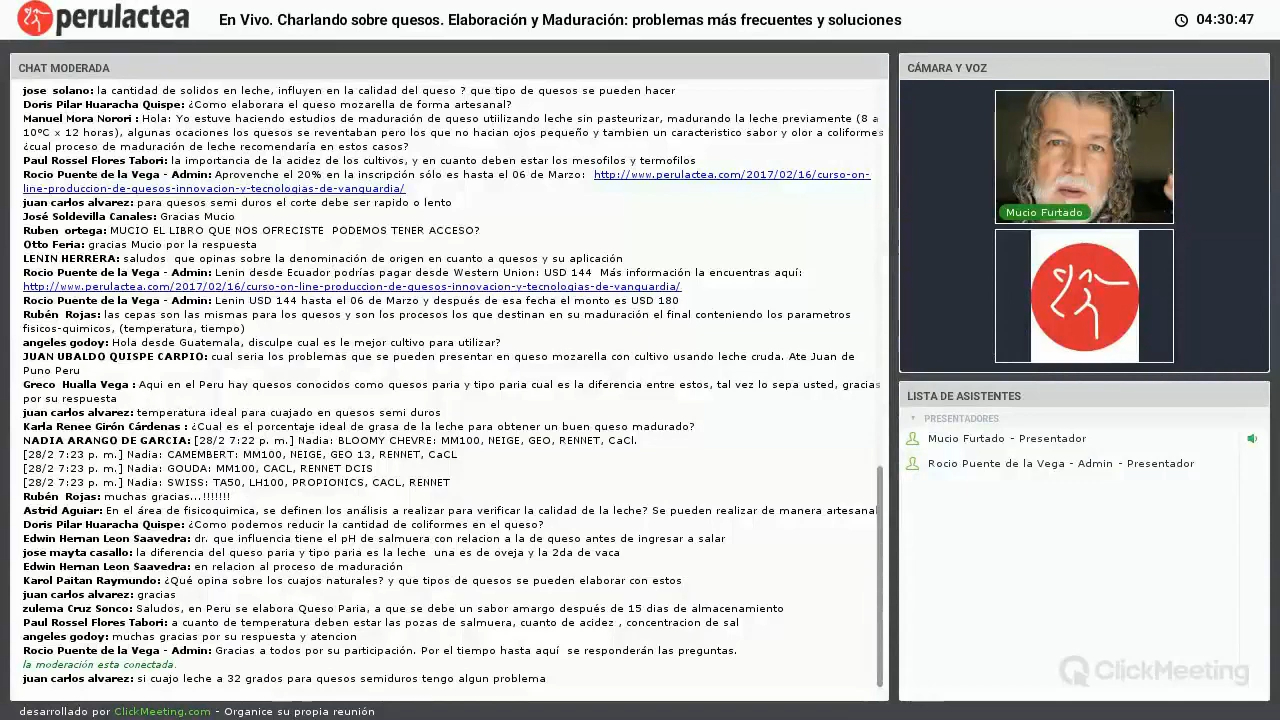 perulactea
En Vivo. Charlando sobre quesos. Elaboración y Maduración: problemas más frecuentes y soluciones
04:30:47
CHAT MODERADA
jose solano: la cantidad de solidos en leche, influyen en la calidad del queso ? que tipo de quesos se pueden hacer
Doris Pilar Huaracha Quispe: ¿Como elaborara el queso mozarella de forma artesanal?
Manuel Mora Norori : Hola: Yo estuve haciendo estudios de maduración de queso utiilizando leche sin pasteurizar, madurando la leche previamente (8 a
10ºC x 12 horas), algunas ocaciones los quesos se reventaban pero los que no hacian ojos pequeño y tambien un caracteristico sabor y olor a coliformes
¿cual proceso de maduración de leche recomendaría en estos casos?
Paul Rossel Flores Tabori: la importancia de la acidez de los cultivos, y en cuanto deben estar los mesofilos y termofilos
Rocio Puente de la Vega - Admin: Aprovenche el 20% en la inscripción sólo es hasta el 06 de Marzo: http://www.perulactea.com/2017/02/16/curso-on-
line-produccion-de-quesos-innovacion-y-tecnologias-de-vanguardia/
juan carlos alvarez: para quesos semi duros el corte debe ser rapido o lento
José Soldevilla Canales: Gracias Mucio
Ruben ortega: MUCIO EL LIBRO QUE NOS OFRECISTE PODEMOS TENER ACCESO?
Otto Feria: gracias Mucio por la respuesta
LENIN HERRERA: saludos que opinas sobre la denominación de origen en cuanto a quesos y su aplicación
Rocio Puente de la Vega - Admin: Lenin desde Ecuador podrías pagar desde Western Union: USD 144 Más información la encuentras aquí:
http://www.perulactea.com/2017/02/16/curso-on-line-produccion-de-quesos-innovacion-y-tecnologias-de-vanguardia/
Rocio Puente de la Vega - Admin: Lenin USD 144 hasta el 06 de Marzo y después de esa fecha el monto es USD 180
Rubén Rojas: las cepas son las mismas para los quesos y son los procesos los que destinan en su maduración el final conteniendo los parametros
fisicos-quimicos, (temperatura, tiempo)
angeles godoy: Hola desde Guatemala, disculpe cual es le mejor cultivo para utilizar?
JUAN UBALDO QUISPE CARPIO: cual seria los problemas que se pueden presentar en queso mozarella con cultivo usando leche cruda. Ate Juan de
Puno Peru
Greco Hualla Vega : Aqui en el Peru hay quesos conocidos como quesos paria y tipo paria cual es la diferencia entre estos, tal vez lo sepa usted, gracias
por su respuesta
juan carlos alvarez: temperatura ideal para cuajado en quesos semi duros
Karla Renee Girón Cárdenas : ¿Cual es el porcentaje ideal de grasa de la leche para obtener un buen queso madurado?
NADIA ARANGO DE GARCIA: [28/2 7:22 p. m.] Nadia: BLOOMY CHEVRE: MM100, NEIGE, GEO, RENNET, CaCl.
[28/2 7:23 p. m.] Nadia: CAMEMBERT: MM100, NEIGE, GEO 13, RENNET, CaCL
[28/2 7:23 p. m.] Nadia: GOUDA: MM100, CACL, RENNET DCIS
[28/2 7:23 p. m.] Nadia: SWISS: TA50, LH100, PROPIONICS, CACL, RENNET
Rubén Rojas: muchas gracias...!!!!!!!
Astrid Aguiar: En el área de fisicoquimica, se definen los análisis a realizar para verificar la calidad de la leche? Se pueden realizar de manera artesanal
Doris Pilar Huaracha Quispe: ¿Como podemos reducir la cantidad de coliformes en el queso?
Edwin Hernan Leon Saavedra: dr. que influencia tiene el pH de salmuera con relacion a la de queso antes de ingresar a salar
jose mayta casallo: la diferencia del queso paria y tipo paria es la leche una es de oveja y la 2da de vaca
Edwin Hernan Leon Saavedra: en relacion al proceso de maduración
Karol Paitan Raymundo: ¿Qué opina sobre los cuajos naturales? y que tipos de quesos se pueden elaborar con estos
juan carlos alvarez: gracias
zulema Cruz Sonco: Saludos, en Peru se elabora Queso Paria, a que se debe un sabor amargo después de 15 dias de almacenamiento
Paul Rossel Flores Tabori: a cuanto de temperatura deben estar las pozas de salmuera, cuanto de acidez , concentracion de sal
angeles godoy: muchas gracias por su respuesta y atencion
Rocio Puente de la Vega - Admin: Gracias a todos por su participación. Por el tiempo hasta aquí se responderán las preguntas.
la moderación esta conectada.
juan carlos alvarez: si cuajo leche a 32 grados para quesos semiduros tengo algun problema
CÁMARA Y VOZ
Mucio Furtado
LISTA DE ASISTENTES
PRESENTADORES
Mucio Furtado - Presentador
Rocio Puente de la Vega - Admin - Presentador
ClickMeeting
desarrollado por ClickMeeting.com - Organice su propia reunión